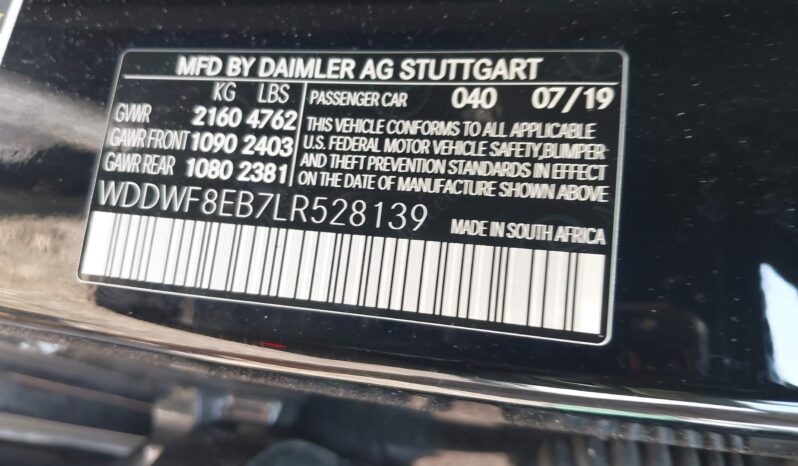 MFD BY DAIMLER AG STUTTGART
KG LBS
GVWR 2160 4762
GAWR FRONT 1090 2403
GAWR REAR 1080 2381
PASSENGER CAR 040 07/19
THIS VEHICLE CONFORMS TO ALL APPLICABLE
U.S. FEDERAL MOTOR VEHICLE SAFETY,BUMPER
AND THEFT PREVENTION STANDARDS IN EFFECT
ON THE DATE OF MANUFACTURE SHOWN ABOVE
WDDWF8EB7LR528139
MADE IN SOUTH AFRICA